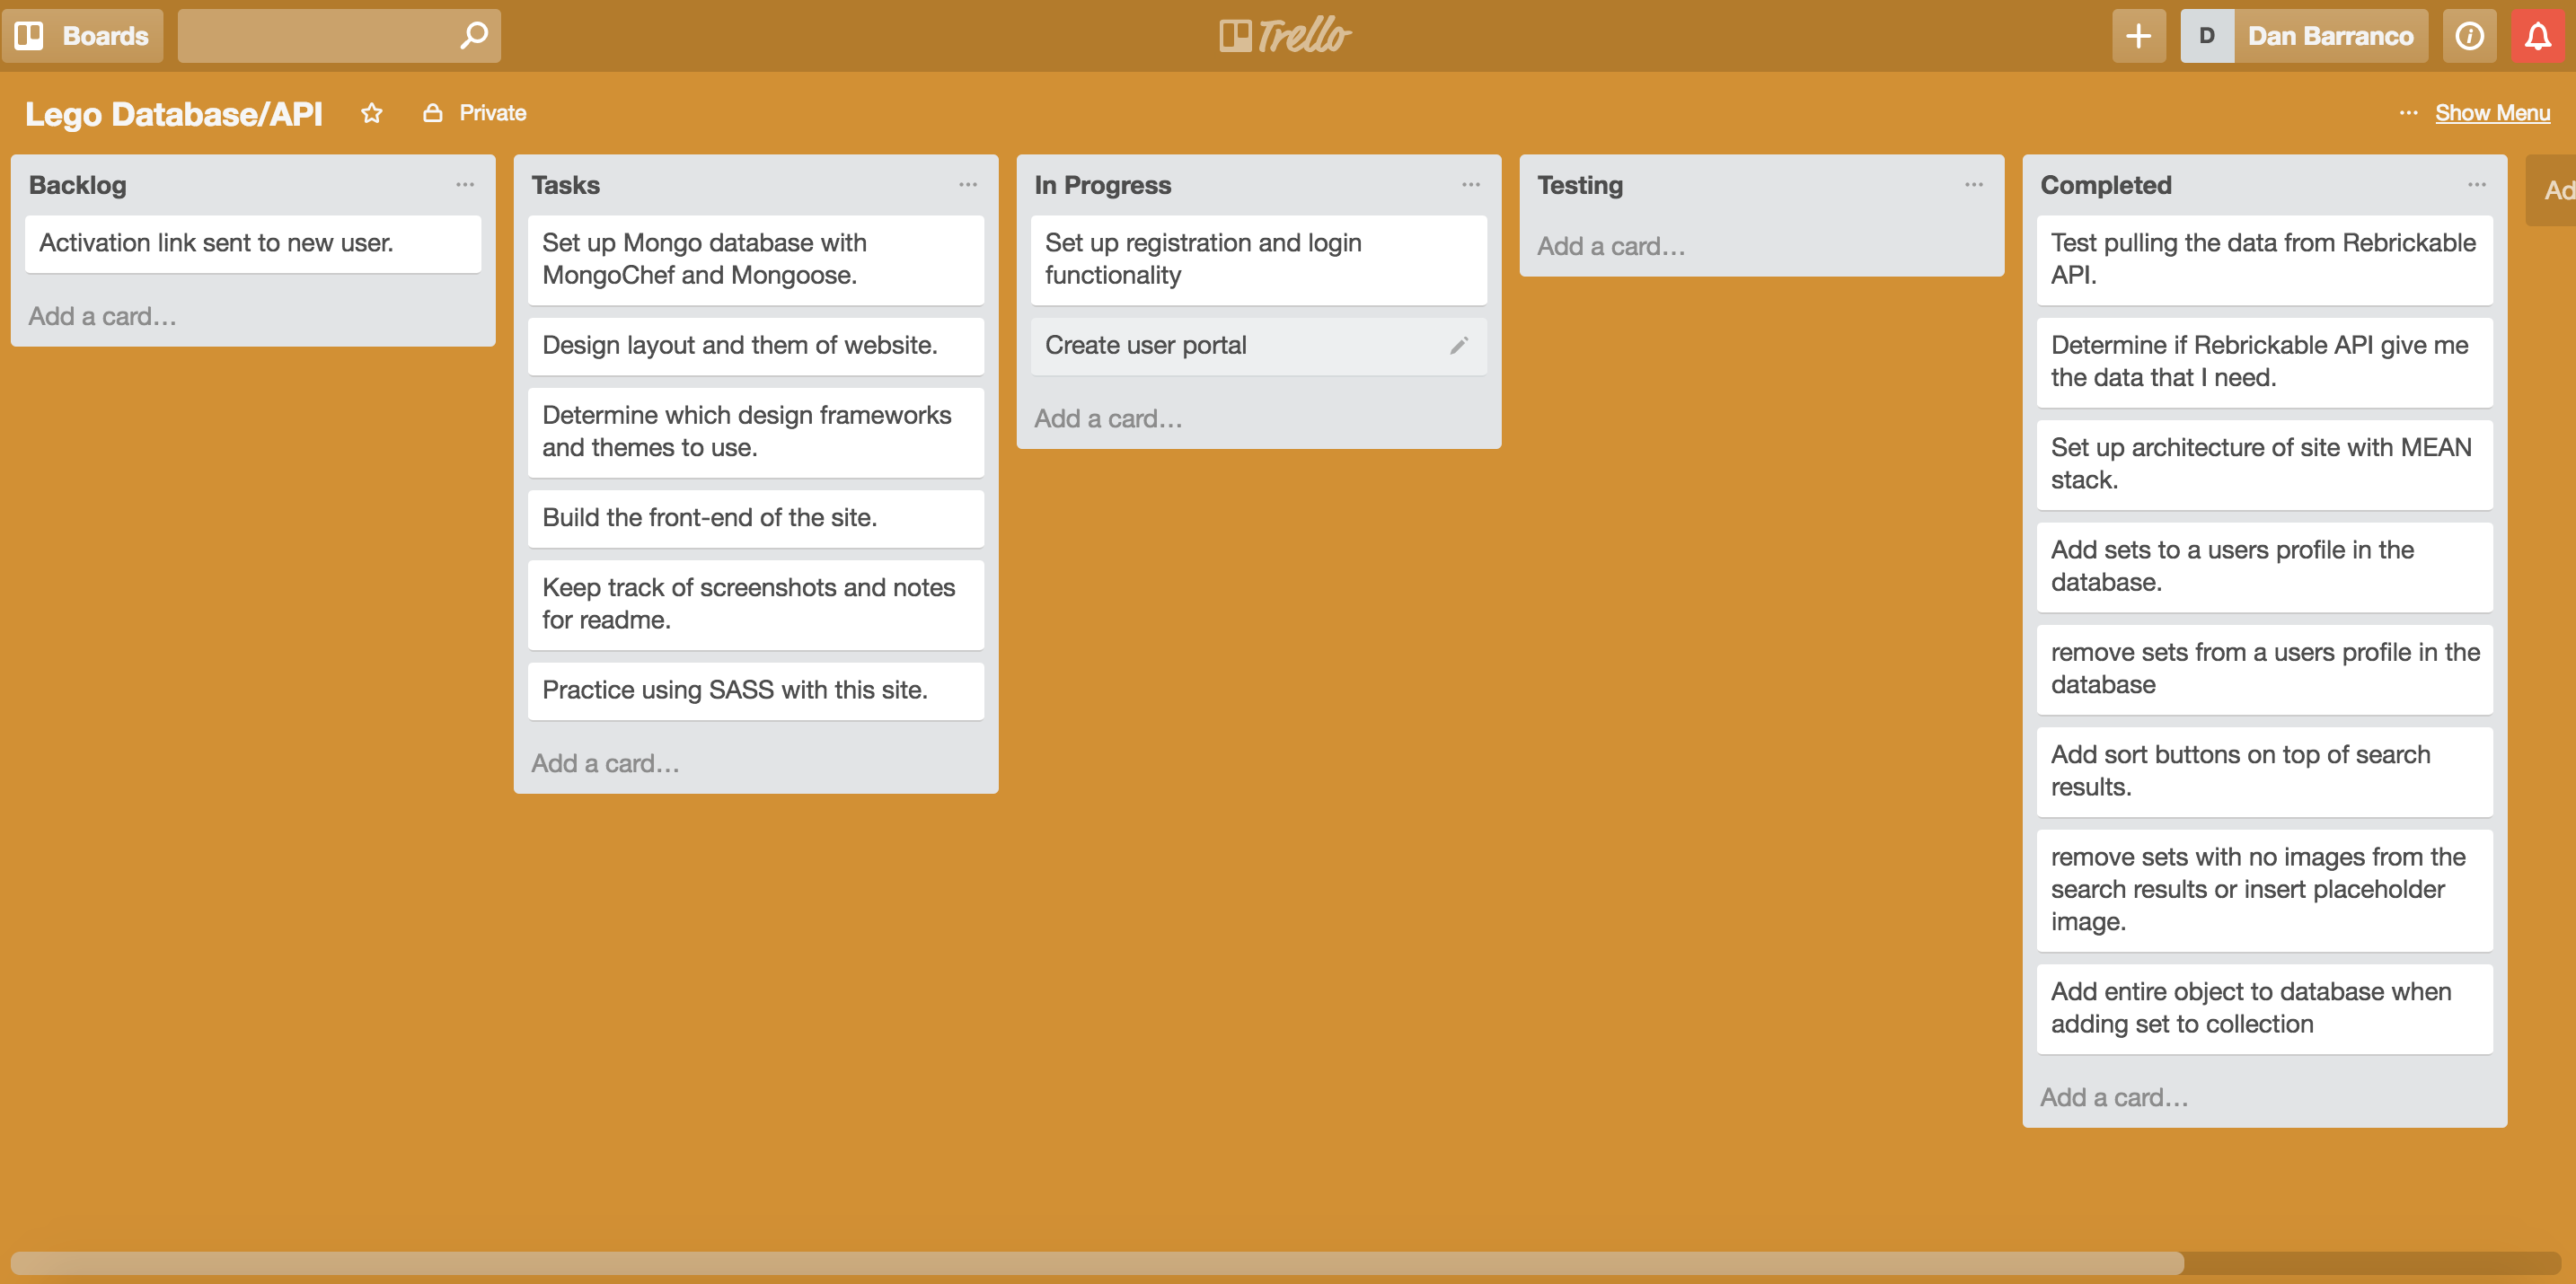 Boards
Trello
D
Dan Barranco
Lego Database/API
Private
... Show Menu
Backlog
Activation link sent to new user.
Add a card…
Tasks
Set up Mongo database with
MongoChef and Mongoose.
Design layout and them of website.
Determine which design frameworks
and themes to use.
Build the front-end of the site.
Keep track of screenshots and notes
for readme.
Practice using SASS with this site.
Add a card…
In Progress
Set up registration and login
functionality
Create user portal
Add a card…
Testing
Add a card…
Completed
Test pulling the data from Rebrickable
API.
Determine if Rebrickable API give me
the data that I need.
Set up architecture of site with MEAN
stack.
Add sets to a users profile in the
database.
remove sets from a users profile in the
database
Add sort buttons on top of search
results.
remove sets with no images from the
search results or insert placeholder
image.
Add entire object to database when
adding set to collection
Add a card…
Ad